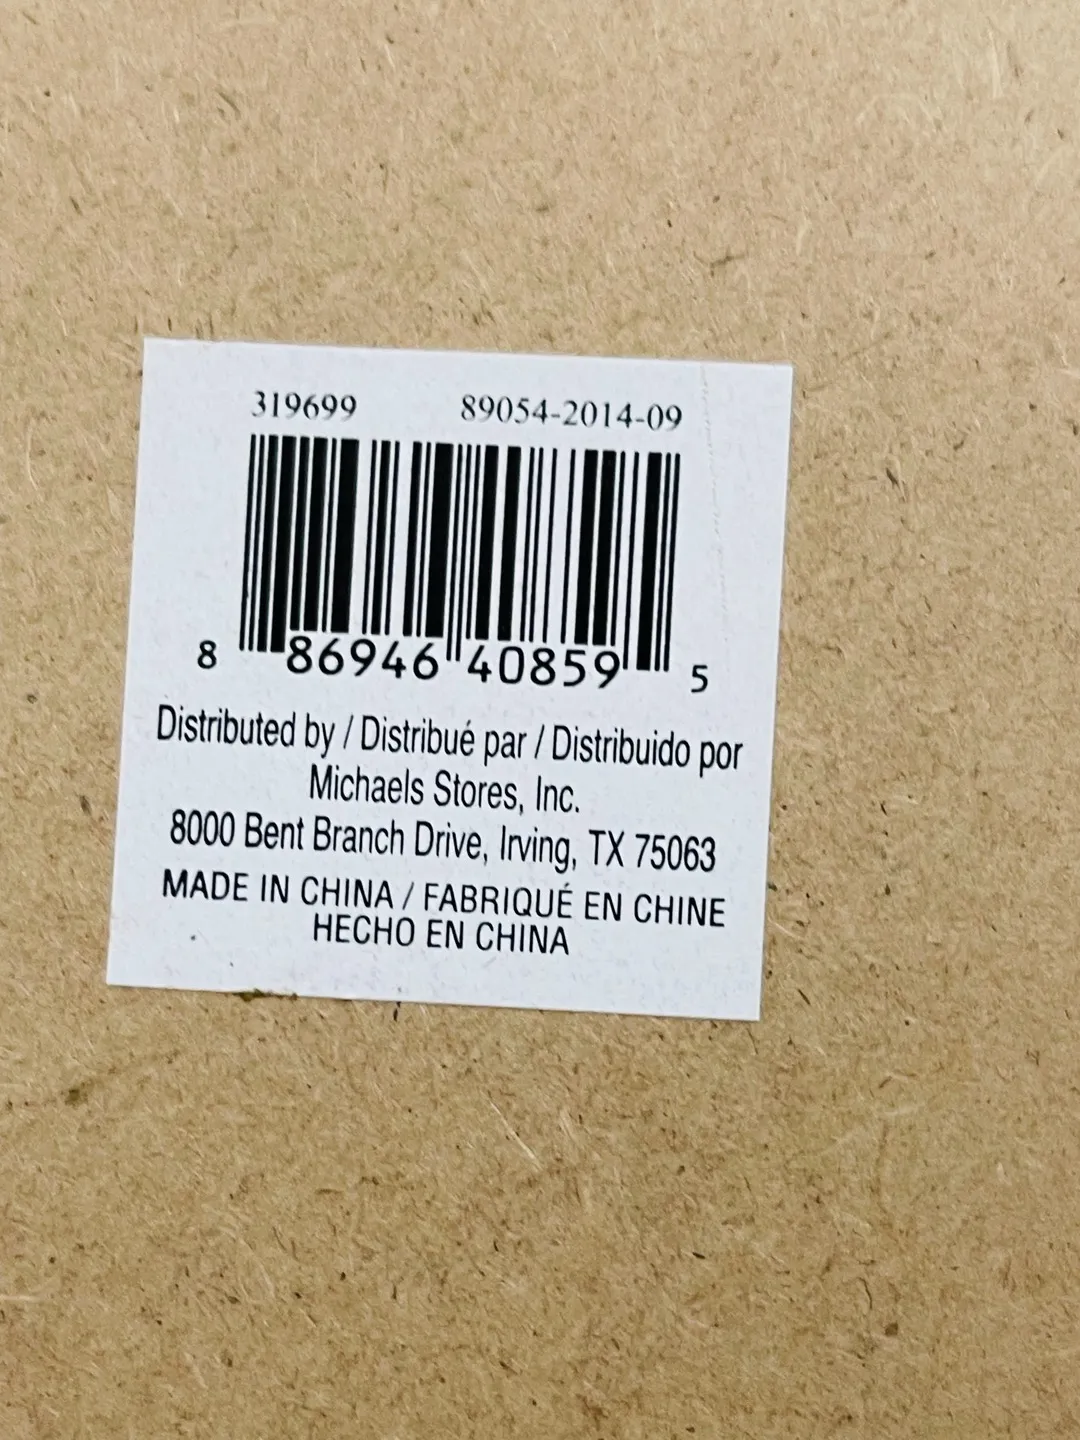 319699 89054-2014-09
8 86946 40859 5
Distributed by / Distribué par / Distribuido por
Michaels Stores, Inc.
8000 Bent Branch Drive, Irving, TX 75063
MADE IN CHINA / FABRIQUÉ EN CHINE
HECHO EN CHINA